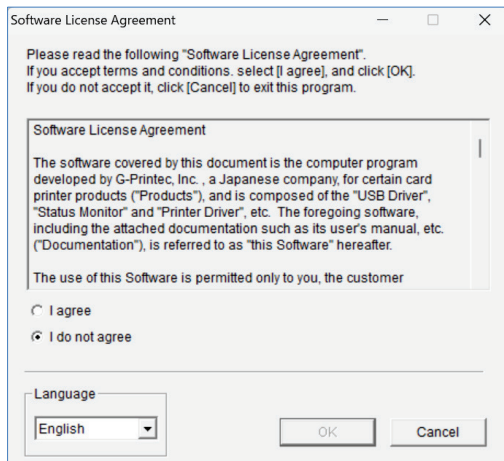 Software License Agreement
Please read the following "Software License Agreement".
If you accept terms and conditions. select [I agree], and click [OK].
If you do not accept it, click [Cancel] to exit this program.
Software License Agreement
The software covered by this document is the computer program
developed by G-Printec, Inc. , a Japanese company, for certain card
printer products ("Products"), and is composed of the "USB Driver",
"Status Monitor" and "Printer Driver", etc. The foregoing software,
including the attached documentation such as its user's manual, etc.
("Documentation"), is referred to as "this Software" hereafter.
The use of this Software is permitted only to you, the customer
I agree
I do not agree
Language
English
OK
Cancel